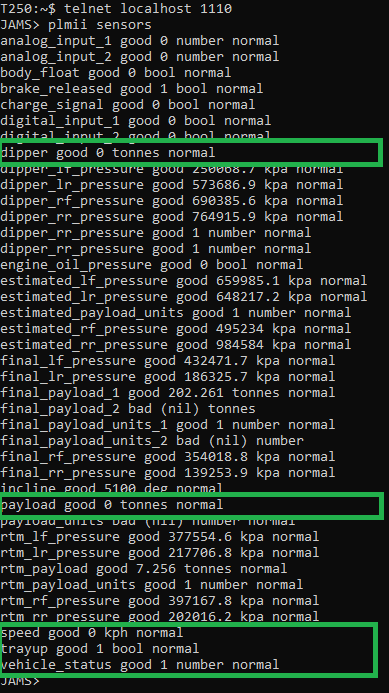 T250:~$ telnet localhost 1110
JAMS> plmii sensors
analog_input_1 good 0 number normal
analog_input_2 good 0 number normal
body_float good 0 bool normal
brake_released good 1 bool normal
charge_signal good 0 bool normal
digital_input_1 good 0 bool normal
digital_input_2 good 0 bool normal
dipper good 0 tonnes normal
dipper_lf_pressure good 250068.7 kpa normal
dipper_lr_pressure good 573686.9 kpa normal
dipper_rf_pressure good 690385.6 kpa normal
dipper_rr_pressure good 764915.9 kpa normal
dipper_rr_pressure good 1 number normal
dipper_rr_pressure good 1 number normal
engine_oil_pressure good 0 bool normal
estimated_lf_pressure good 659985.1 kpa normal
estimated_lr_pressure good 648217.2 kpa normal
estimated_payload_units good 1 number normal
estimated_rf_pressure good 495234 kpa normal
estimated_rr_pressure good 984584 kpa normal
final_lf_pressure good 432471.7 kpa normal
final_lr_pressure good 186325.7 kpa normal
final_payload_1 good 202.261 tonnes normal
final_payload_2 bad (nil) tonnes
final_payload_units_1 good 1 number normal
final_payload_units_2 bad (nil) number
final_rf_pressure good 354018.8 kpa normal
final_rr_pressure good 139253.9 kpa normal
incline good 5100 deg normal
payload good 0 tonnes normal
payload_units bad (nil) number normal
rtm_lf_pressure good 377554.6 kpa normal
rtm_lr_pressure good 217706.8 kpa normal
rtm_payload good 7.256 tonnes normal
rtm_payload_units good 1 number normal
rtm_rf_pressure good 397167.8 kpa normal
rtm_rr_pressure good 202016.2 kpa normal
speed good 0 kph normal
trayup good 1 bool normal
vehicle_status good 1 number normal
JAMS>